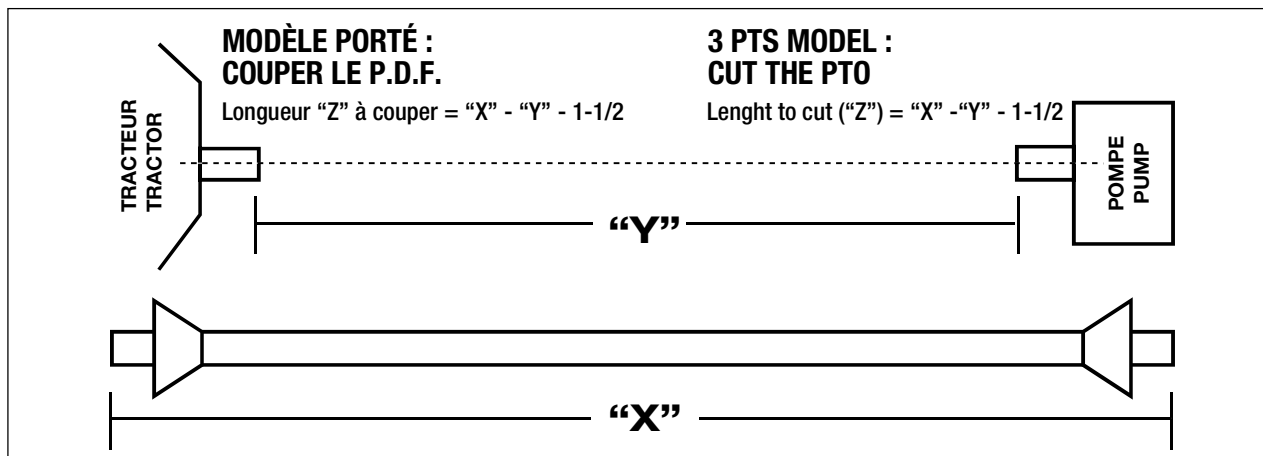 MODÈLE PORTÉ :
COUPER LE P.D.F.
Longueur “Z” à couper = “X” - “Y” - 1-1/2
3 PTS MODEL :
CUT THE PTO
Lenght to cut (“Z”) = “X” -“Y” - 1-1/2
TRACTEUR
TRACTOR
POMPE
PUMP
“Y”
“X”